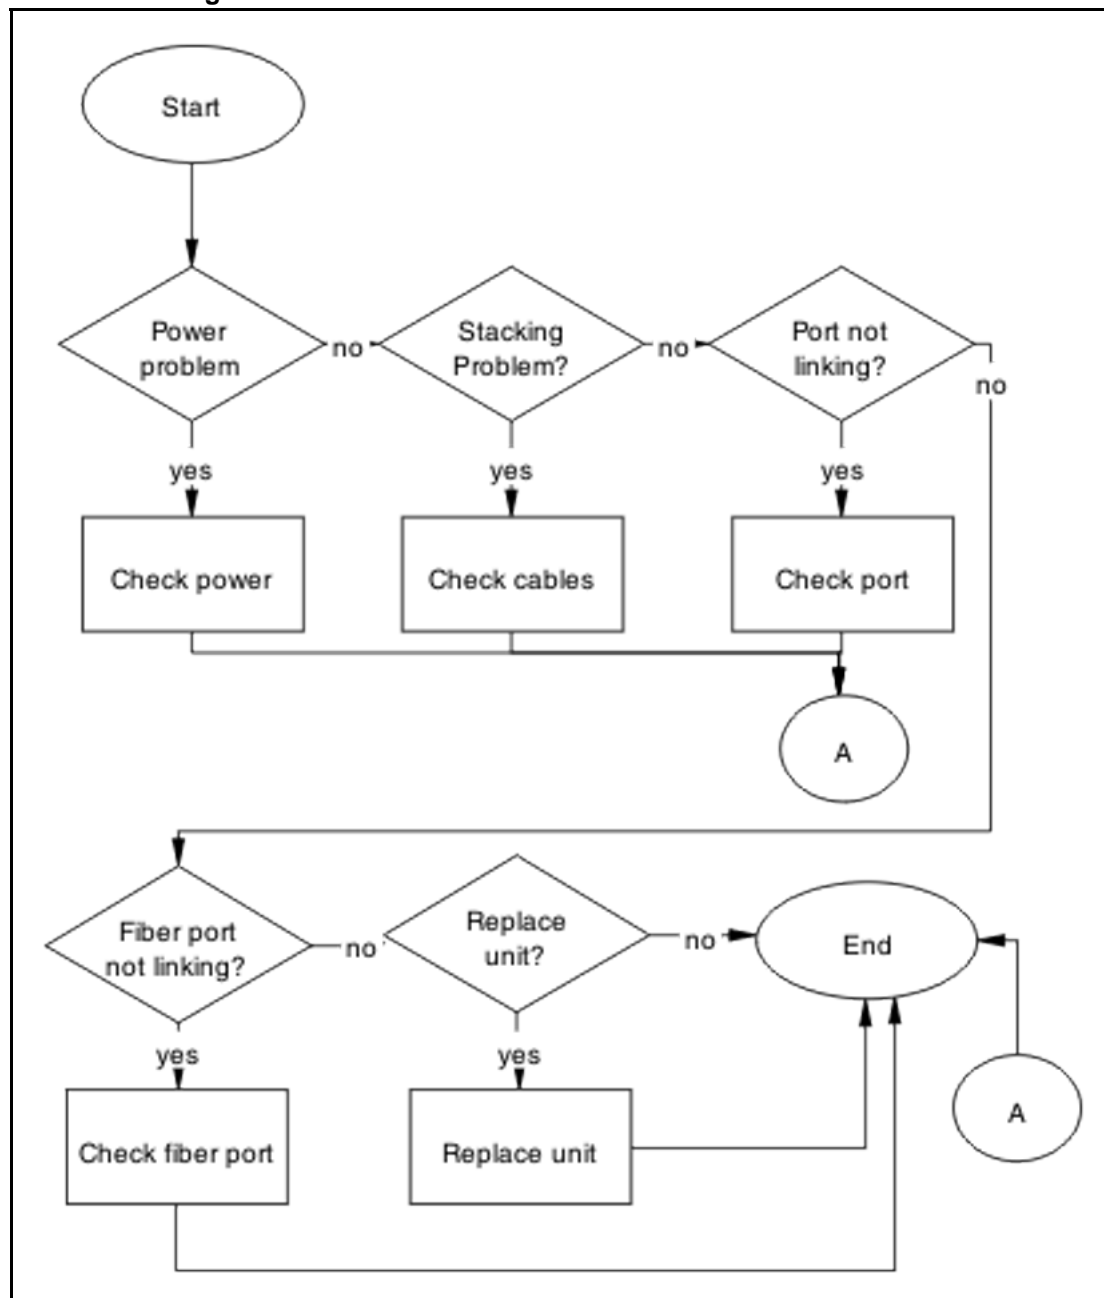 Start
Power
problem
no
Stacking
Problem?
no
Port not
linking?
no
yes
yes
yes
Check power
Check cables
Check port
A
Fiber port
not linking?
no
Replace
unit?
no
End
yes
yes
A
Check fiber port
Replace unit